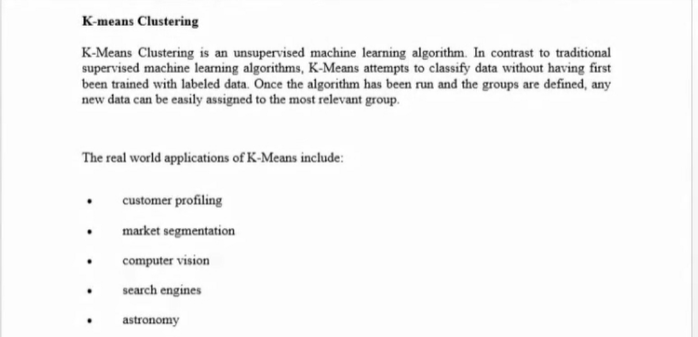 K-means Clustering
K-Means Clustering is an unsupervised machine learning algorithm. In contrast to traditional
supervised machine learning algorithms, K-Means attempts to classify data without having first
been trained with labeled data. Once the algorithm has been run and the groups are defined, any
new data can be easily assigned to the most relevant group.
The real world applications of K-Means include:
• customer profiling
• market segmentation
• computer vision
• search engines
• astronomy